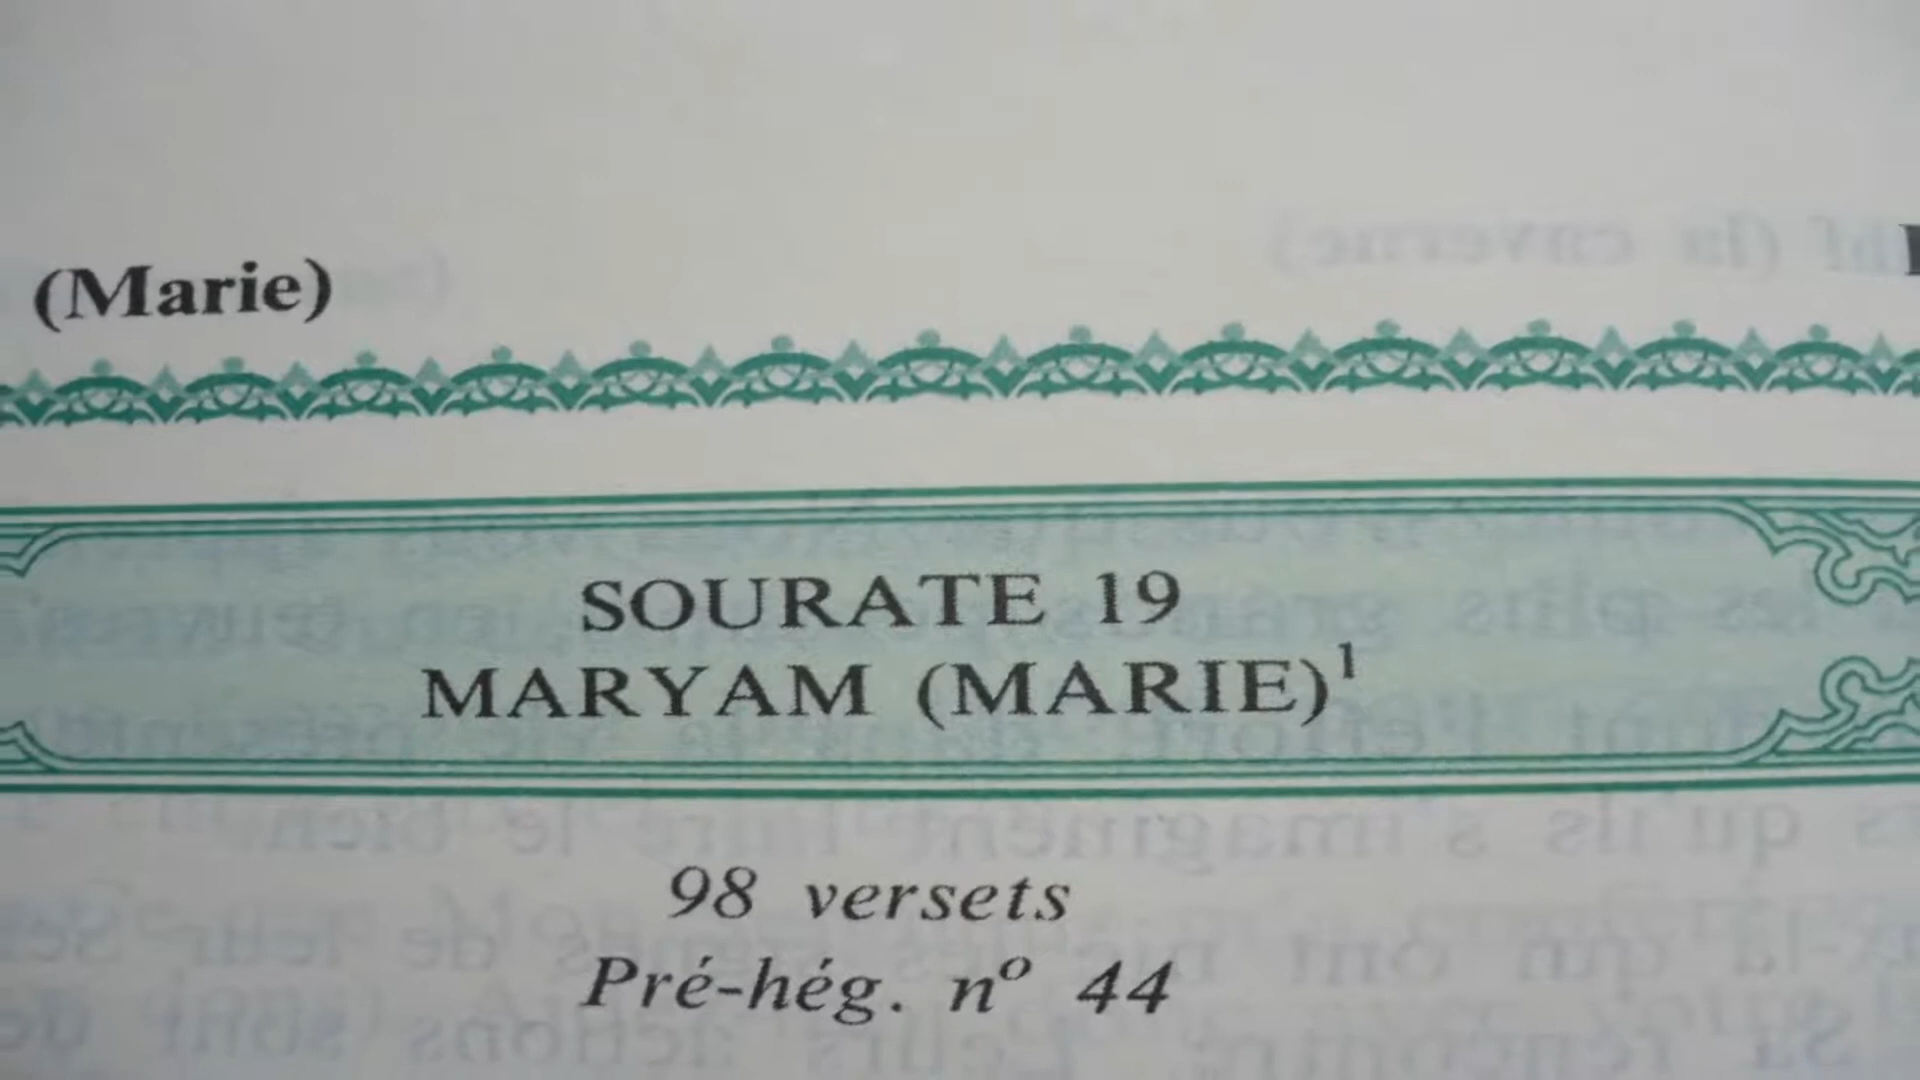 (Marie)
SOURATE 19
MARYAM (MARIE)¹
98 versets
Pré-hég. nº 44